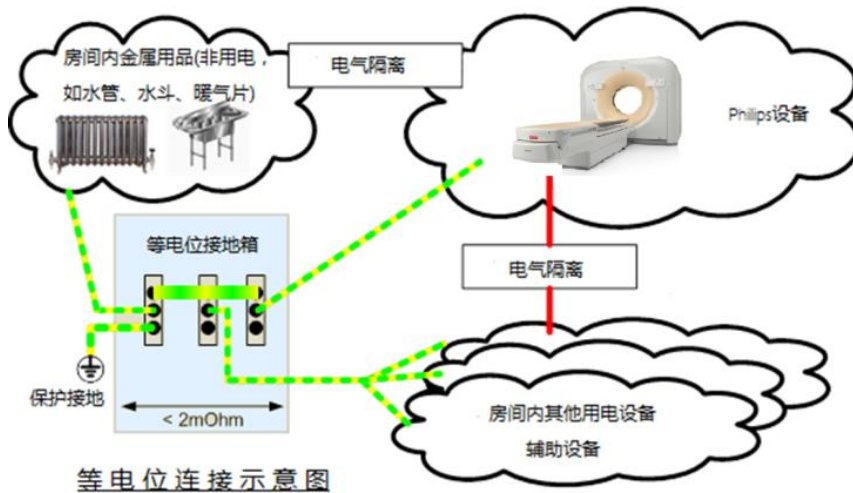 房间内金属用品(非用电，
如水管、水斗、暖气片)
电气隔离
Philips设备
等电位接地箱
电气隔离
保护接地
< 2mOhm
房间内其他用电设备
辅助设备
等电位连接示意图